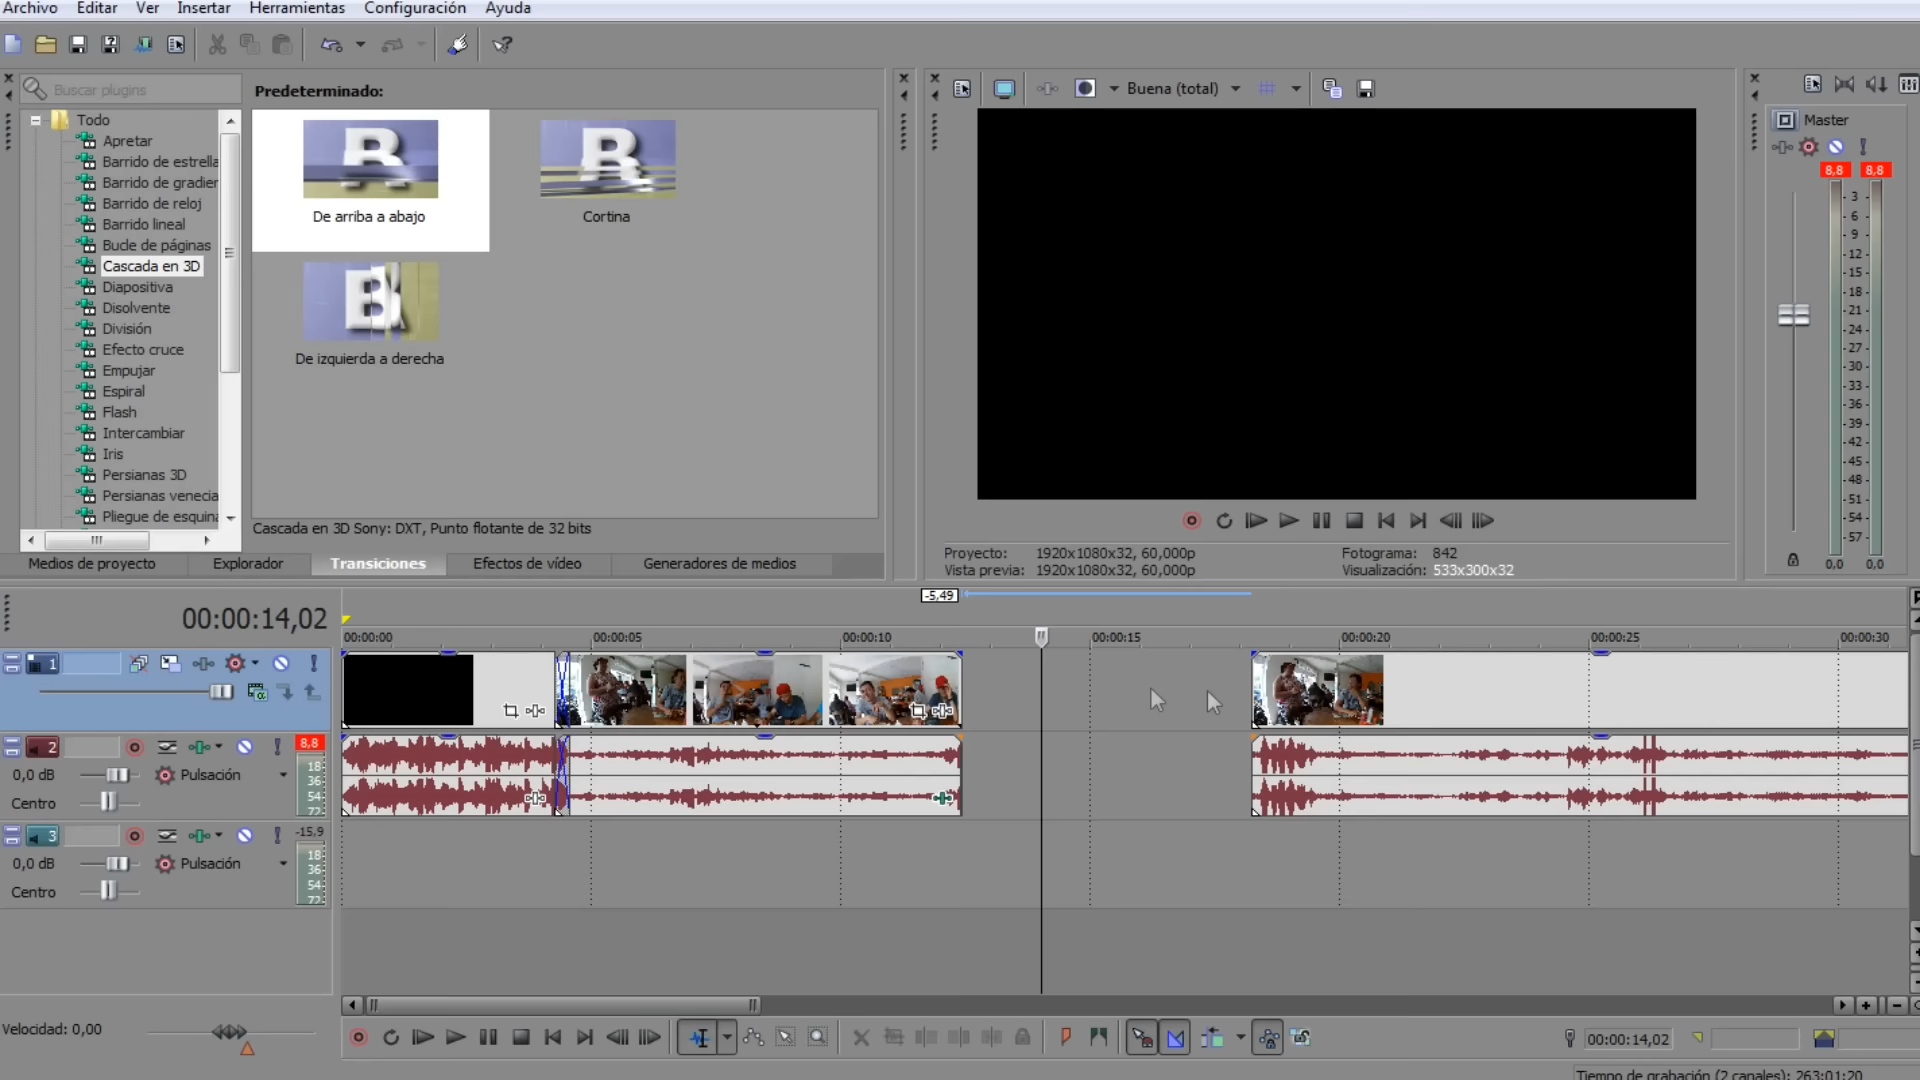 Archivo Editar Ver Insertar Herramientas Configuración Ayuda
Buscar plugins
Predeterminado:
Buena (total)
Todo
Apretar
Barrido de estrella
Barrido de gradier
Barrido de reloj
Barrido lineal
Bucle de páginas
Cascada en 3D
Diapositiva
Disolvente
División
Efecto cruce
Empujar
Espiral
Flash
Intercambiar
Iris
Persianas 3D
Persianas venecia
Pliegue de esquina
De arriba a abajo
Cortina
De izquierda a derecha
Cascada en 3D Sony: DXT, Punto flotante de 32 bits
Medios de proyecto Explorador Transiciones Efectos de vídeo Generadores de medios
Proyecto: 1920x1080x32, 60,000p
Vista previa: 1920x1080x32, 60,000p
Fotograma: 842
Visualización: 533x300x32
Master
8,8 8,8
- 3 -
- 6 -
- 9 -
- 12 -
- 15 -
- 18 -
- 21 -
- 24 -
- 27 -
- 30 -
- 33 -
- 36 -
- 39 -
- 42 -
- 45 -
- 48 -
- 51 -
- 54 -
- 57 -
0,0 0,0
00:00:14,02
-5,49
00:00:00 00:00:05 00:00:10 00:00:15 00:00:20 00:00:25 00:00:30
1
2
8,8
0,0 dB Pulsación
Centro
18
36
54
72
3
-15,9
0,0 dB Pulsación
Centro
18
36
54
72
Velocidad: 0,00
00:00:14,02
Tiempo de grabación (2 canales): 263:01:20